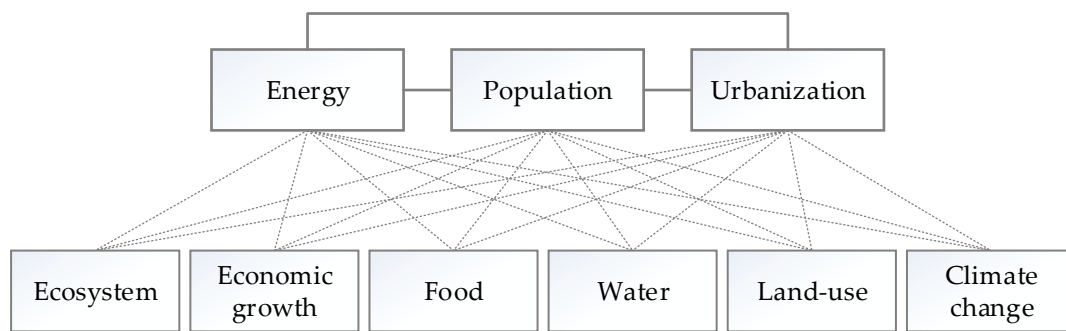 Energy
Population
Urbanization
Ecosystem
Economic
growth
Food
Water
Land-use
Climate
change